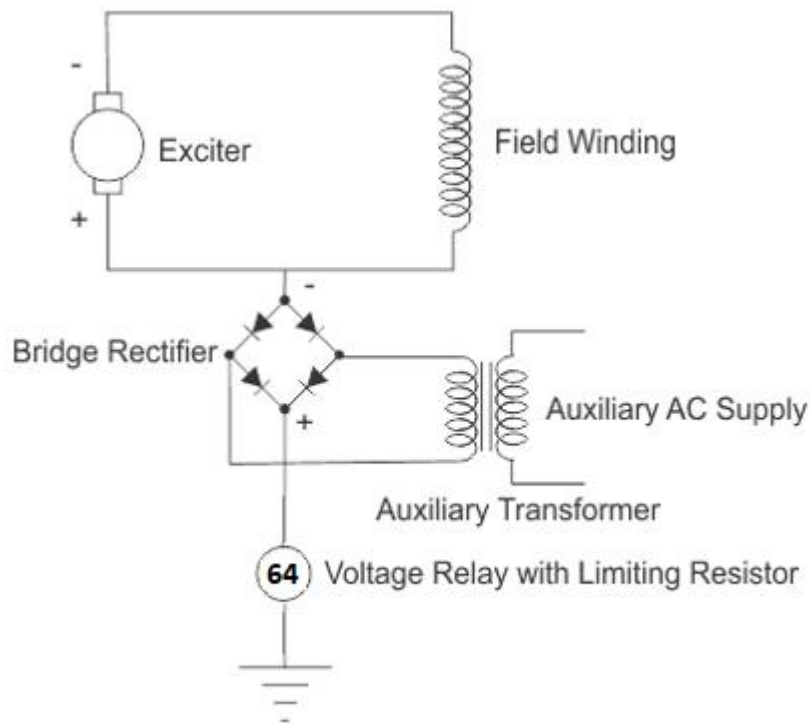 -
Exciter
Field Winding
+
-
Bridge Rectifier
+
Auxiliary AC Supply
Auxiliary Transformer
64 Voltage Relay with Limiting Resistor